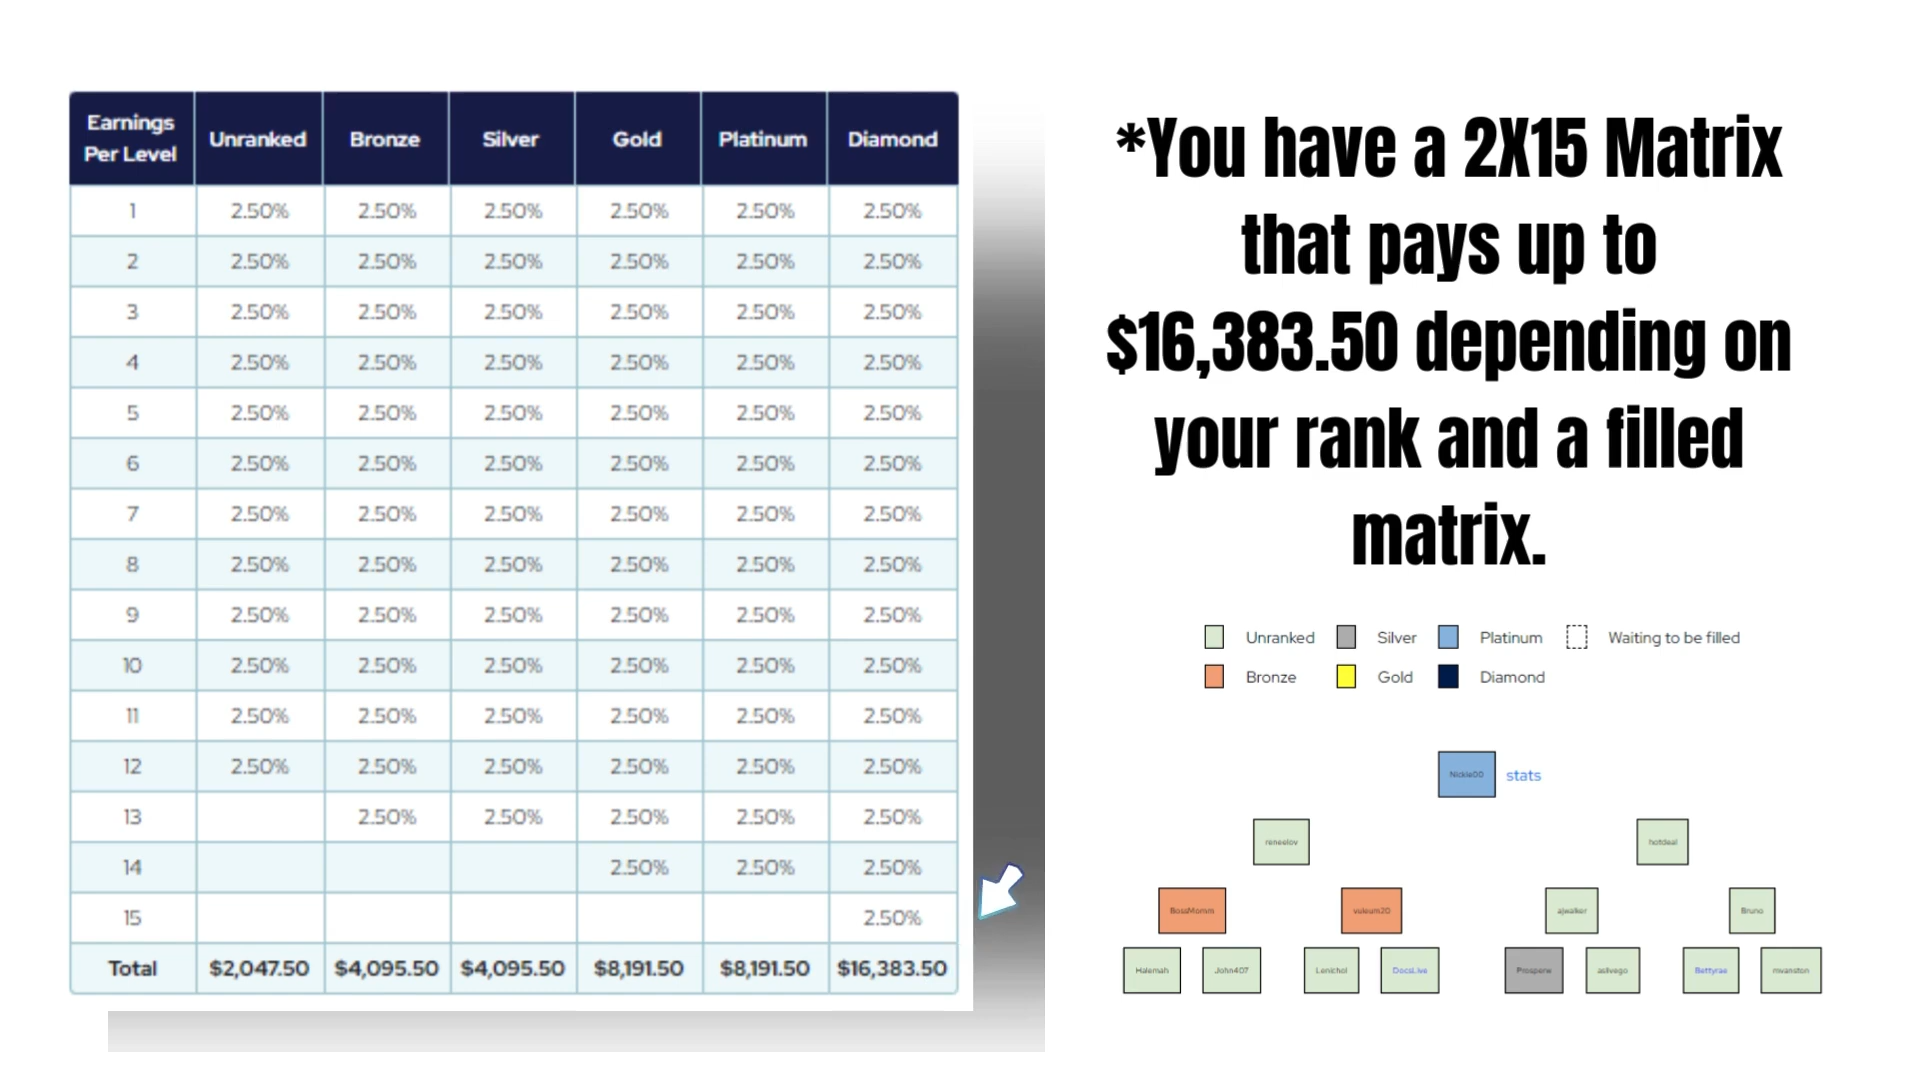 Earnings Per Level Unranked Bronze Silver Gold Platinum Diamond
1 2.50% 2.50% 2.50% 2.50% 2.50% 2.50%
2 2.50% 2.50% 2.50% 2.50% 2.50% 2.50%
3 2.50% 2.50% 2.50% 2.50% 2.50% 2.50%
4 2.50% 2.50% 2.50% 2.50% 2.50% 2.50%
5 2.50% 2.50% 2.50% 2.50% 2.50% 2.50%
6 2.50% 2.50% 2.50% 2.50% 2.50% 2.50%
7 2.50% 2.50% 2.50% 2.50% 2.50% 2.50%
8 2.50% 2.50% 2.50% 2.50% 2.50% 2.50%
9 2.50% 2.50% 2.50% 2.50% 2.50% 2.50%
10 2.50% 2.50% 2.50% 2.50% 2.50% 2.50%
11 2.50% 2.50% 2.50% 2.50% 2.50% 2.50%
12 2.50% 2.50% 2.50% 2.50% 2.50% 2.50%
13 2.50% 2.50% 2.50% 2.50% 2.50%
14 2.50% 2.50% 2.50%
15 2.50%
Total $2,047.50 $4,095.50 $4,095.50 $8,191.50 $8,191.50 $16,383.50
*You have a 2X15 Matrix
that pays up to
$16,383.50 depending on
your rank and a filled
matrix.
Unranked Silver Platinum Waiting to be filled
Bronze Gold Diamond
stats
hotdeal
BossMomm ajwalker Bruno
Halemah John407 Lenichol DocsLive aslivego Bettyrae mvanston